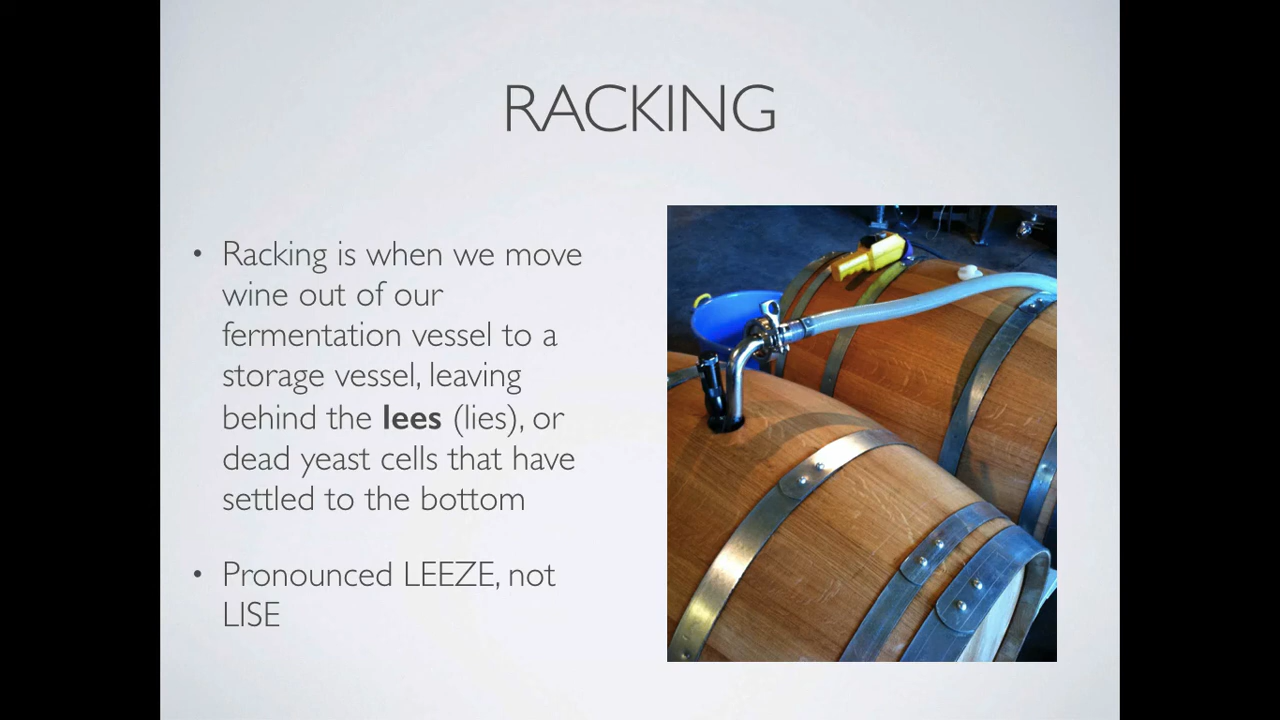 RACKING
• Racking is when we move
wine out of our
fermentation vessel to a
storage vessel, leaving
behind the lees (lies), or
dead yeast cells that have
settled to the bottom
• Pronounced LEEZE, not
LISE